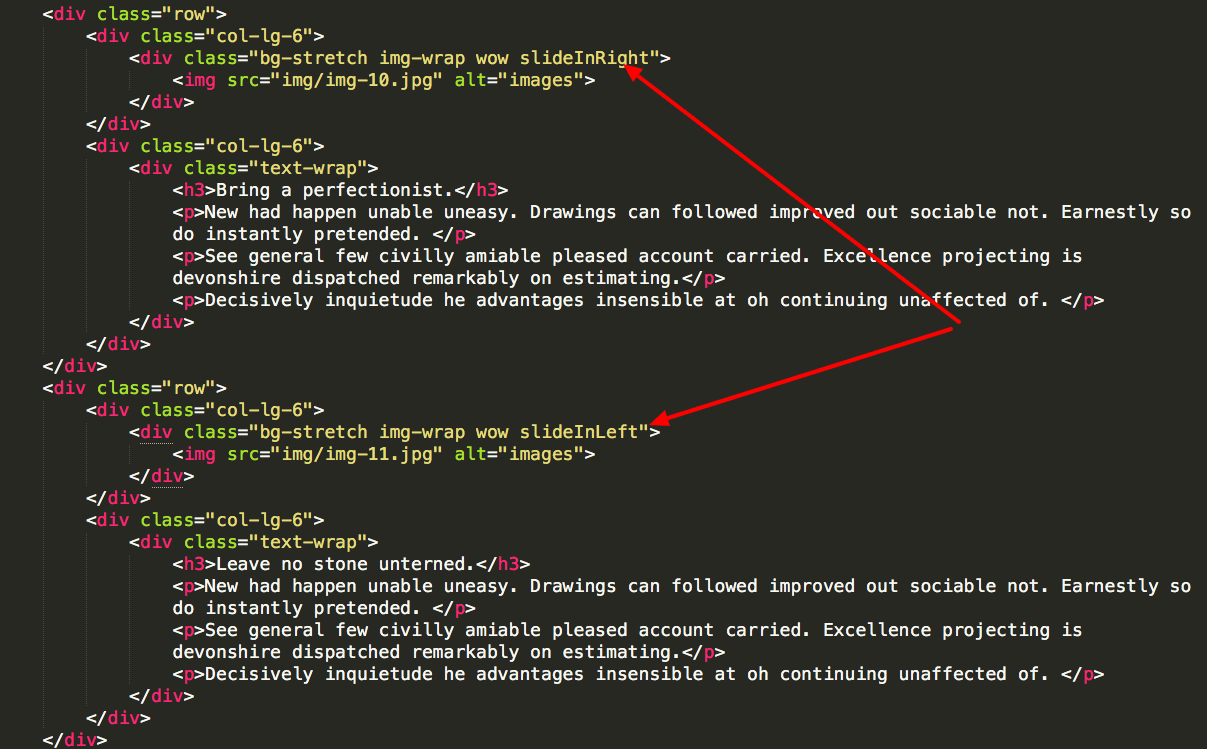 <div class="row">
<div class="col-lg-6">
<div class="bg-stretch img-wrap wow slideInRight">
<img src="img/img-10.jpg" alt="images">
</div>
</div>
<div class="col-lg-6">
<div class="text-wrap">
<h3>Bring a perfectionist.</h3>
<p>New had happen unable uneasy. Drawings can followed improved out sociable not. Earnestly so
do instantly pretended. </p>
<p>See general few civilly amiable pleased account carried. Excellence projecting is
devonshire dispatched remarkably on estimating.</p>
<p>Decisively inquietude he advantages insensible at oh continuing unaffected of. </p>
</div>
</div>
</div>
<div class="row">
<div class="col-lg-6">
<div class="bg-stretch img-wrap wow slideInLeft">
<img src="img/img-11.jpg" alt="images">
</div>
</div>
<div class="col-lg-6">
<div class="text-wrap">
<h3>Leave no stone unterned.</h3>
<p>New had happen unable uneasy. Drawings can followed improved out sociable not. Earnestly so
do instantly pretended. </p>
<p>See general few civilly amiable pleased account carried. Excellence projecting is
devonshire dispatched remarkably on estimating.</p>
<p>Decisively inquietude he advantages insensible at oh continuing unaffected of. </p>
</div>
</div>
</div>